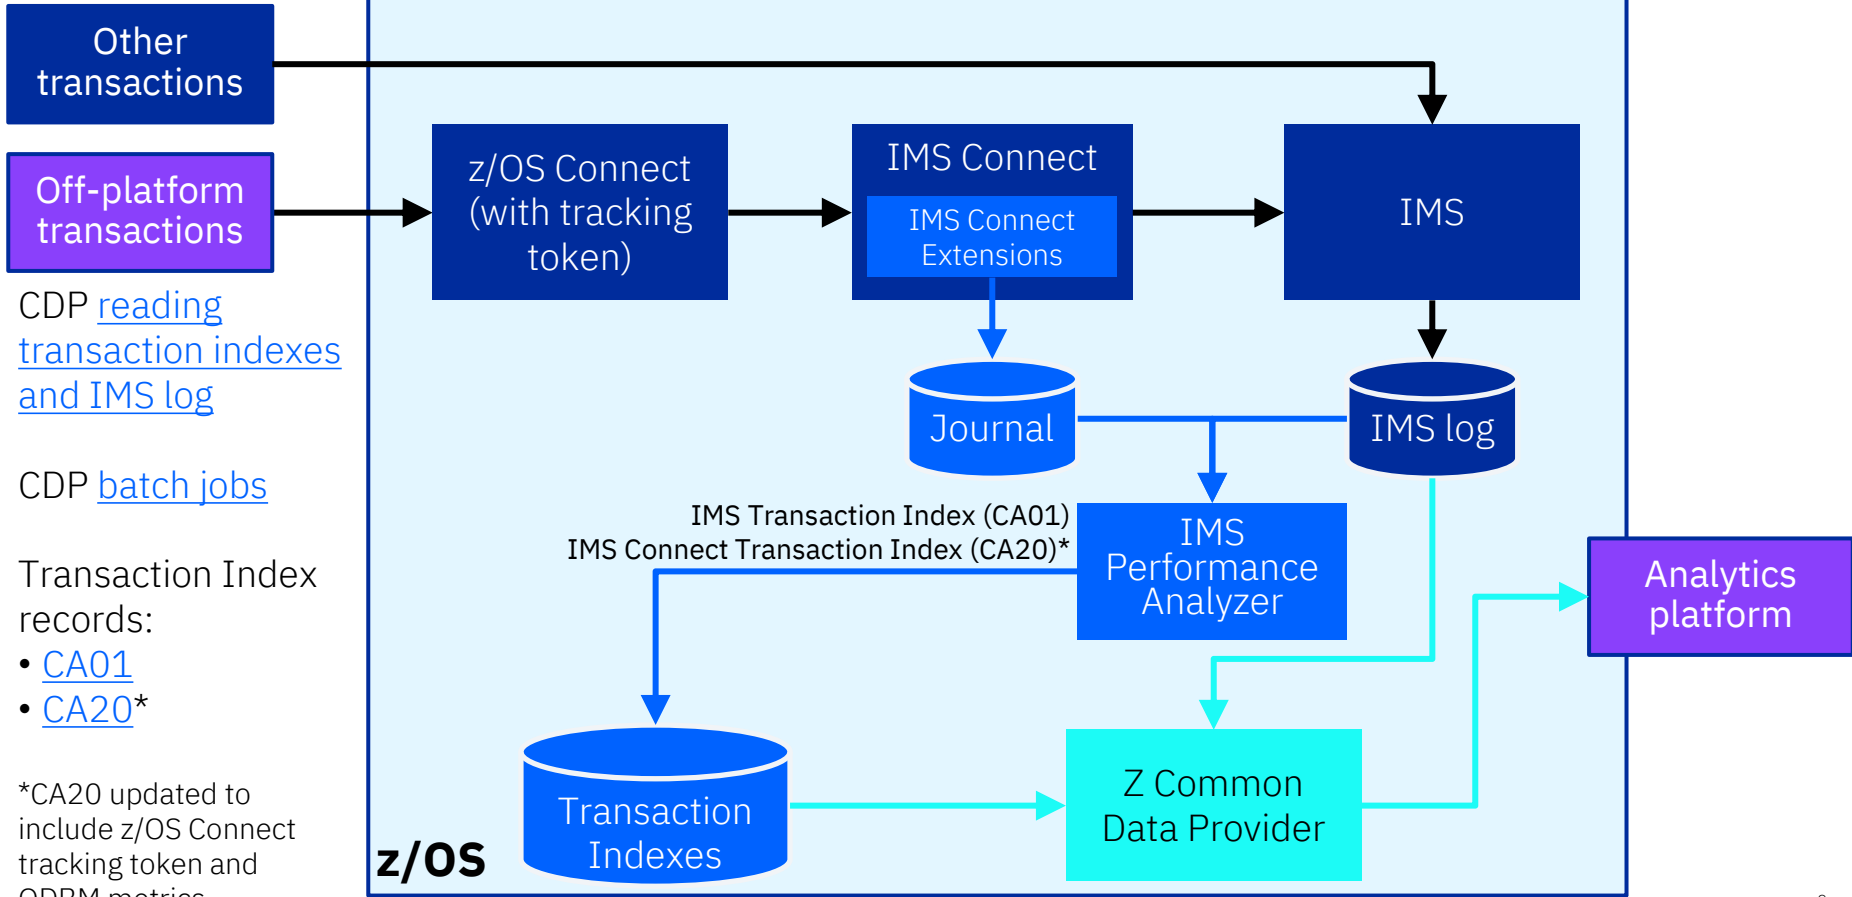 Other
transactions
Off-platform
transactions
CDP reading
transaction indexes
and IMS log
CDP batch jobs
Transaction Index
records:
• CA01
• CA20*
*CA20 updated to
include z/OS Connect
tracking token and
ODBM metrics
z/OS Connect
(with tracking
token)
IMS Connect
IMS Connect
Extensions
IMS
Journal
IMS log
IMS Transaction Index (CA01)
IMS Connect Transaction Index (CA20)*
IMS
Performance
Analyzer
Analytics
platform
Transaction
Indexes
Z Common
Data Provider
z/OS